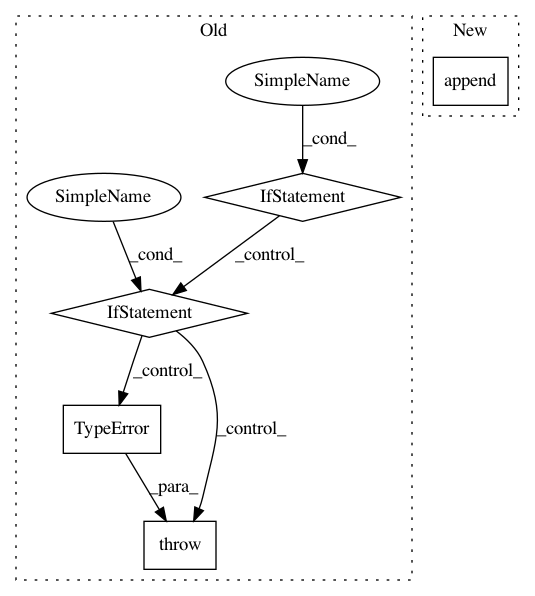 Old
New
SimpleName
append
_cond_
SimpleName
IfStatement
_cond_
_control_
IfStatement
_control_
_control_
TypeError
_para_
throw